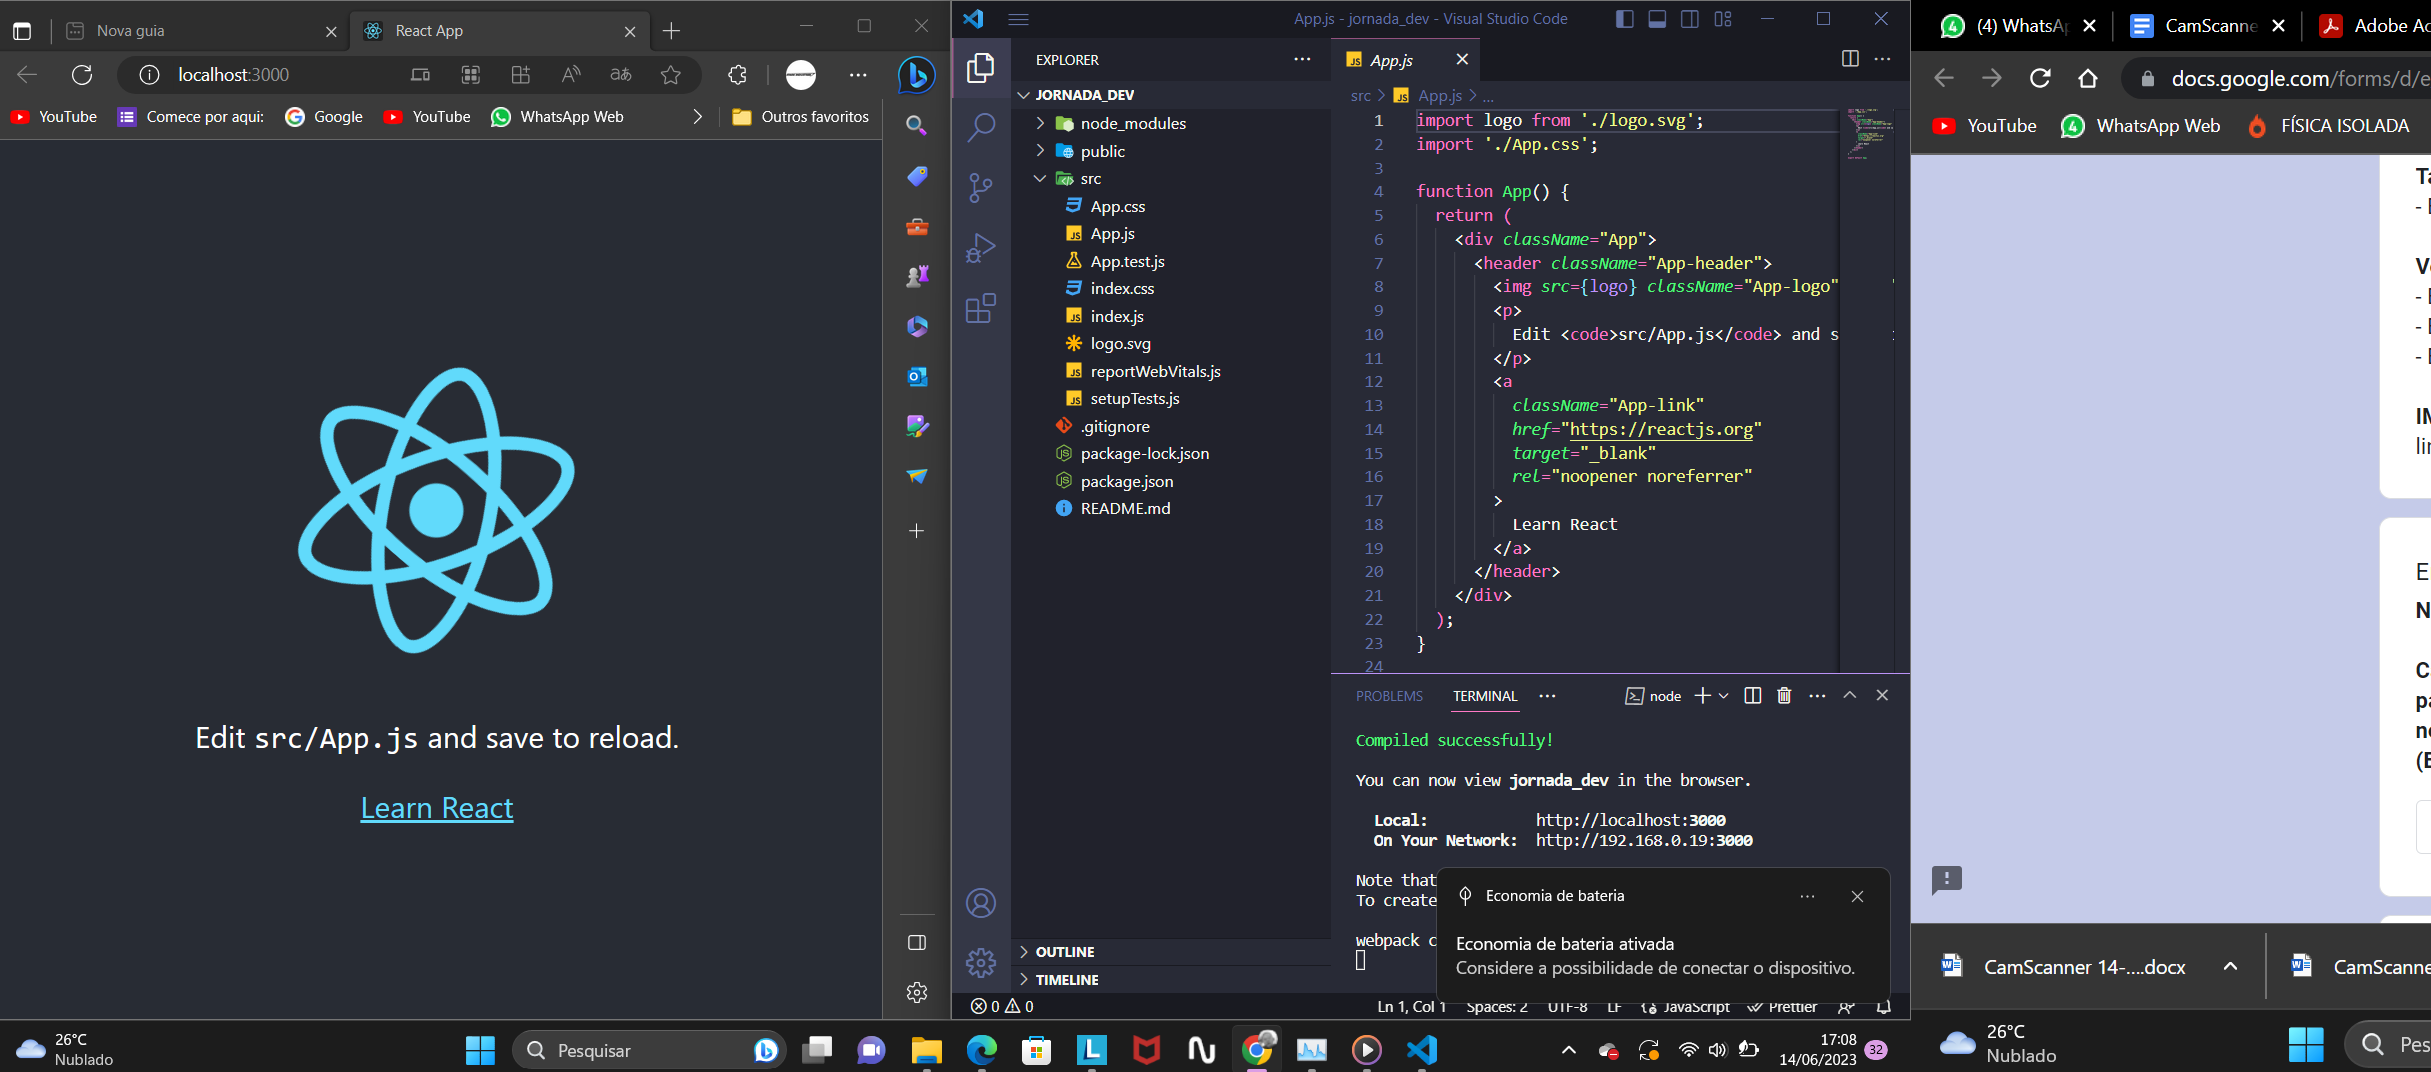 Nova guia
React App
localhost:3000
YouTube
Comece por aqui:
Google
YouTube
WhatsApp Web
Outros favoritos
Edit src/App.js and save to reload.
Learn React
App.js - jornada_dev - Visual Studio Code
EXPLORER
JORNADA_DEV
node_modules
public
src
App.css
App.js
App.test.js
index.css
index.js
logo.svg
reportWebVitals.js
setupTests.js
.gitignore
package-lock.json
package.json
README.md
OUTLINE
TIMELINE
App.js
src > App.js > ...
1 import logo from './logo.svg';
2 import './App.css';
3
4 function App() {
5 return (
6 <div className="App">
7 <header className="App-header">
8 <img src={logo} className="App-logo"
9 <p>
10 Edit <code>src/App.js</code> and s
11 </p>
12 <a
13 className="App-link"
14 href="https://reactjs.org"
15 target="_blank"
16 rel="noopener noreferrer"
17 >
18 Learn React
19 </a>
20 </header>
21 </div>
22 );
23 }
24
PROBLEMS TERMINAL node
Compiled successfully!
You can now view jornada_dev in the browser.
Local: http://localhost:3000
On Your Network: http://192.168.0.19:3000
Note that
To create
webpack c
Economia de bateria
Economia de bateria ativada
Considere a possibilidade de conectar o dispositivo.
0 0
Ln 1, Col 1 Spaces: 2 UTF-8 LF JavaScript Prettier
26°C
Nublado
Pesquisar
17:08
14/06/2023
32
(4) WhatsAp
CamScanne
Adobe Ac
docs.google.com/forms/d/e
YouTube
WhatsApp Web
FÍSICA ISOLADA
CamScanner 14-....docx
CamScanne
26°C
Nublado
Pes